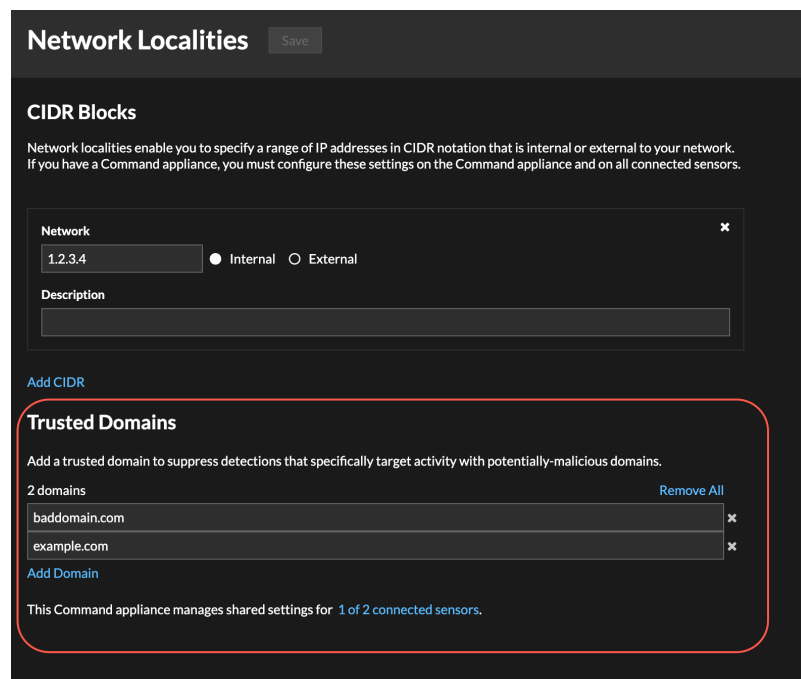 Network Localities Save
CIDR Blocks
Network localities enable you to specify a range of IP addresses in CIDR notation that is internal or external to your network.
If you have a Command appliance, you must configure these settings on the Command appliance and on all connected sensors.
Network
1.2.3.4 Internal External
Description
Add CIDR
Trusted Domains
Add a trusted domain to suppress detections that specifically target activity with potentially-malicious domains.
2 domains Remove All
baddomain.com
example.com
Add Domain
This Command appliance manages shared settings for 1 of 2 connected sensors.